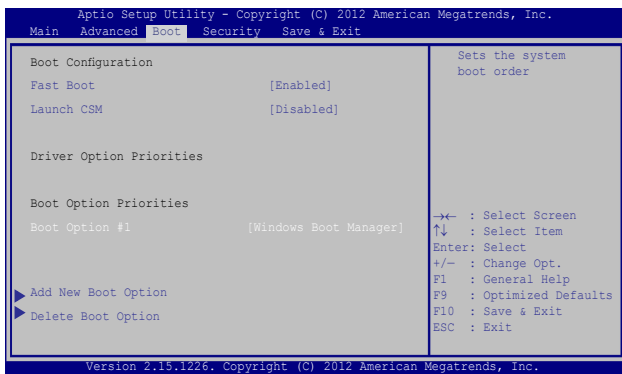 Aptio Setup Utility - Copyright (C) 2012 American Megatrends, Inc.
Main Advanced Boot Security Save & Exit
Boot Configuration
Fast Boot [Enabled]
Launch CSM [Disabled]
Driver Option Priorities
Boot Option Priorities
Boot Option #1 [Windows Boot Manager]
Add New Boot Option
Delete Boot Option
Sets the system
boot order
→← : Select Screen
↑↓ : Select Item
Enter: Select
+/— : Change Opt.
F1 : General Help
F9 : Optimized Defaults
F10 : Save & Exit
ESC : Exit
Version 2.15.1226. Copyright (C) 2012 American Megatrends, Inc.